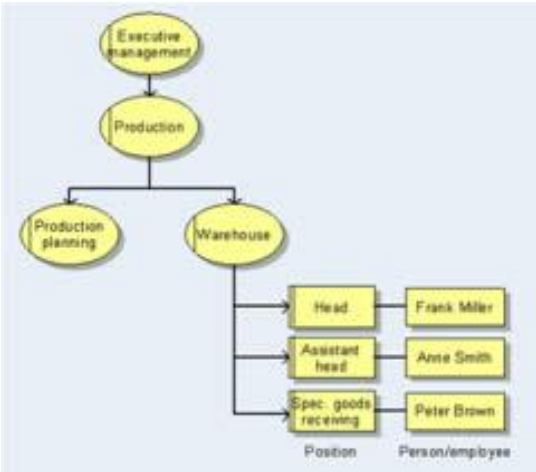 Executive
management
Production
Production
planning
Warehouse
Head
Frank Miller
Assistant
head
Anne Smith
Spec. goods
receiving
Peter Brown
Position
Person/employee